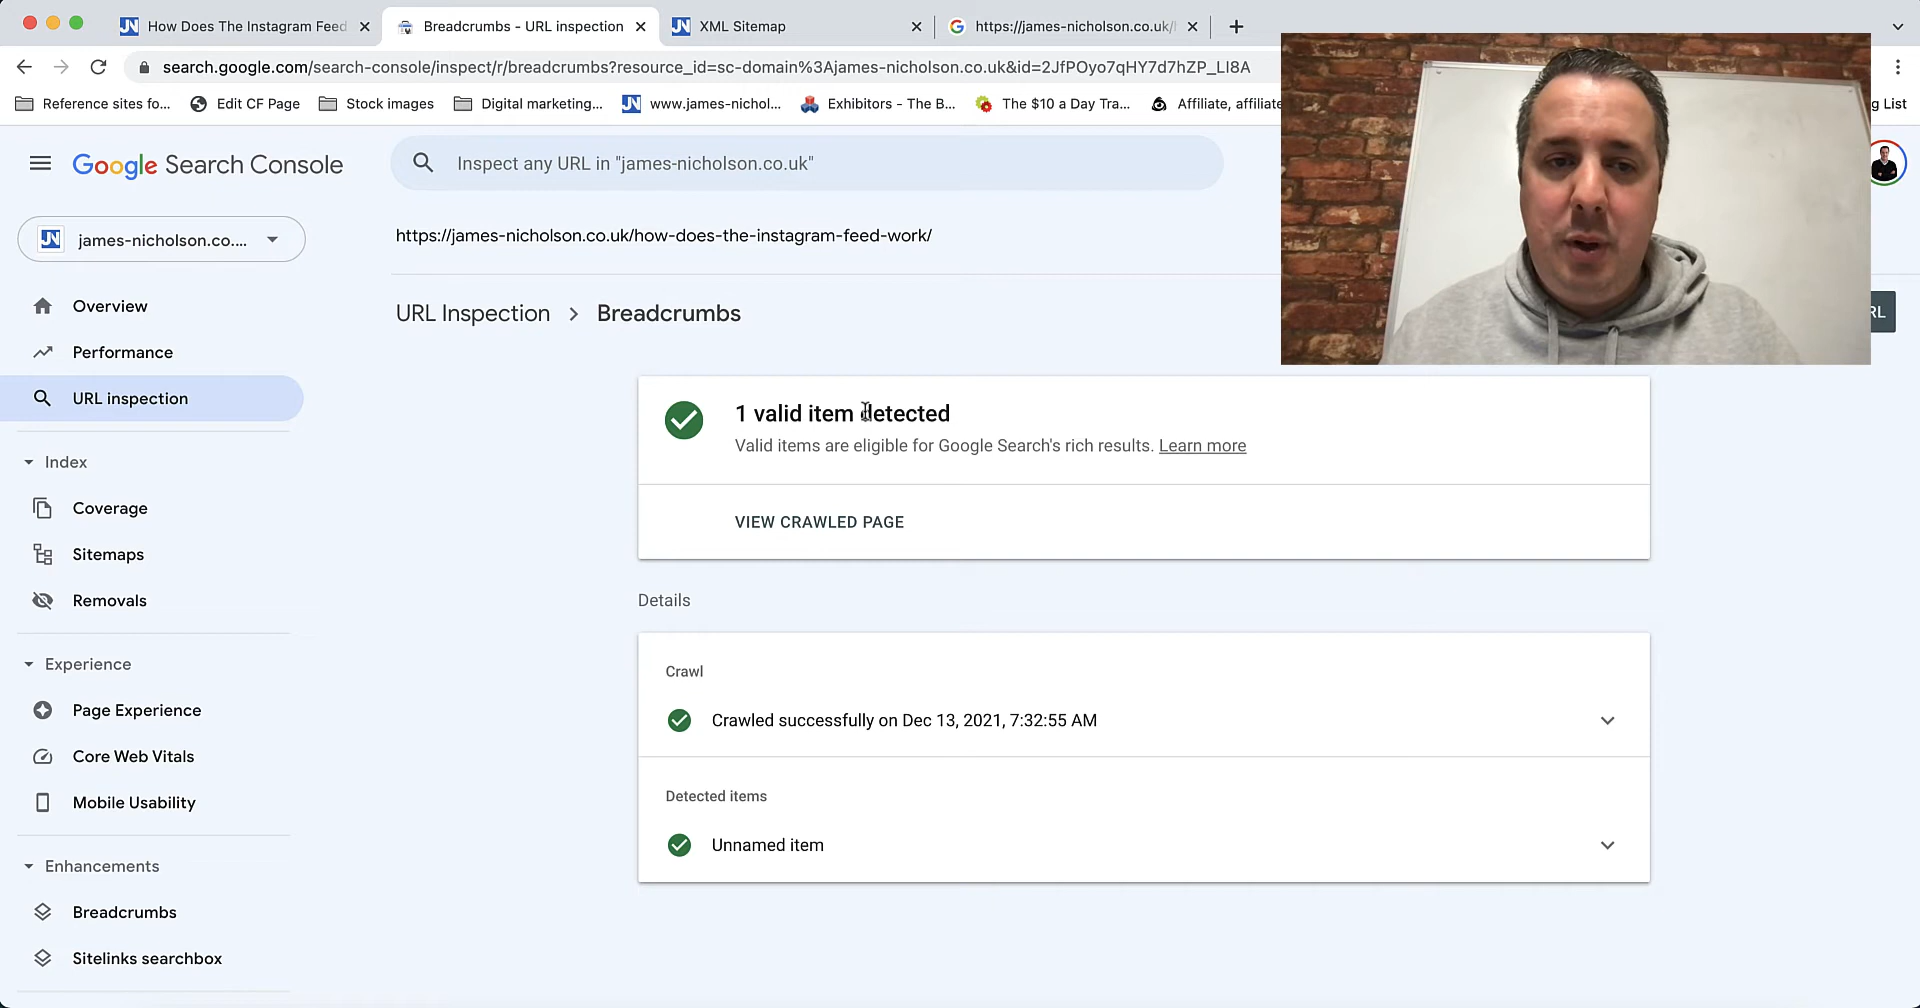 How Does The Instagram Feed
Breadcrumbs - URL inspection
XML Sitemap
https://james-nicholson.co.uk/
search.google.com/search-console/inspect/r/breadcrumbs?resource_id=sc-domain%3Ajames-nicholson.co.uk&id=2JfPOyo7qHY7d7hZP_LI8A
Reference sites fo...
Edit CF Page
Stock images
Digital marketing...
www.james-nichol...
Exhibitors - The B...
The $10 a Day Tra...
Affiliate, affiliate
g List
Google Search Console
Inspect any URL in "james-nicholson.co.uk"
JN
james-nicholson.co....
https://james-nicholson.co.uk/how-does-the-instagram-feed-work/
URL Inspection > Breadcrumbs
RL
Overview
Performance
URL inspection
Index
Coverage
Sitemaps
Removals
Experience
Page Experience
Core Web Vitals
Mobile Usability
Enhancements
Breadcrumbs
Sitelinks searchbox
1 valid item detected
Valid items are eligible for Google Search's rich results. Learn more
VIEW CRAWLED PAGE
Details
Crawl
Crawled successfully on Dec 13, 2021, 7:32:55 AM
Detected items
Unnamed item